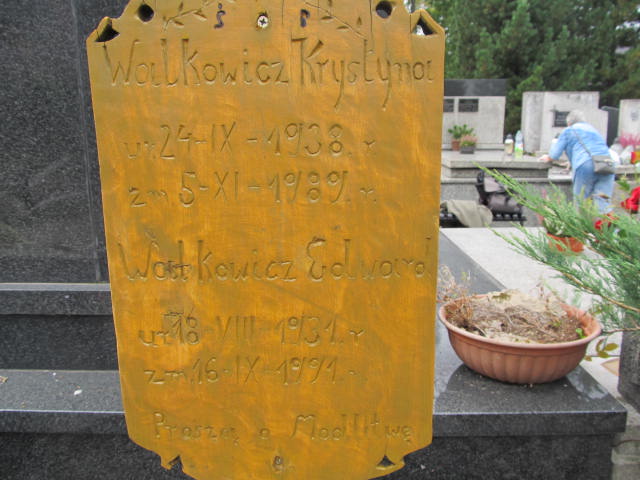 Ś P
Walkowicz Krystyna
ur. 24-IX-1938.r
zm. 5-XI-1989.r.
Walkowicz Edward
ur. 18 VIII-1931.r
zm. 16-IX-1991.r.
Proszą o Modlitwę